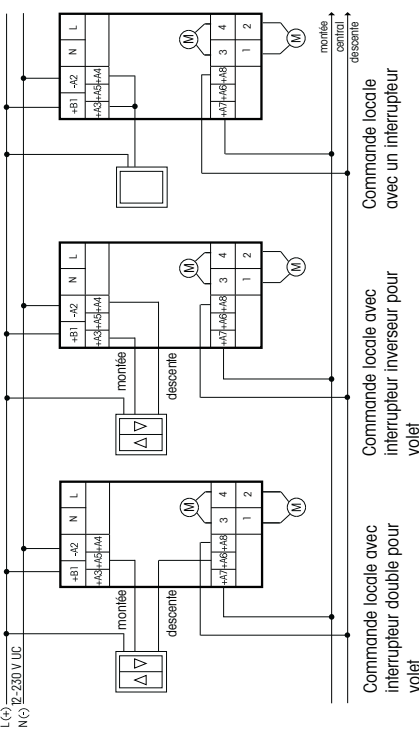 L (+)
12-230 V UC
N (-)
+B1 -A2 N L
+A3+A5+A4
montée
descente
+A7+A6+A8
3 4
1 2
M
M
Commande locale avec
interrupteur double pour
volet
+B1 -A2 N L
+A3+A5+A4
montée
descente
+A7+A6+A8
3 4
1 2
M
M
Commande locale avec
interrupteur inverseur pour
volet
+B1 -A2 N L
+A3+A5+A4
+A7+A6+A8
3 4
1 2
M
M
Commande locale
avec un interrupteur
montée
central
descente